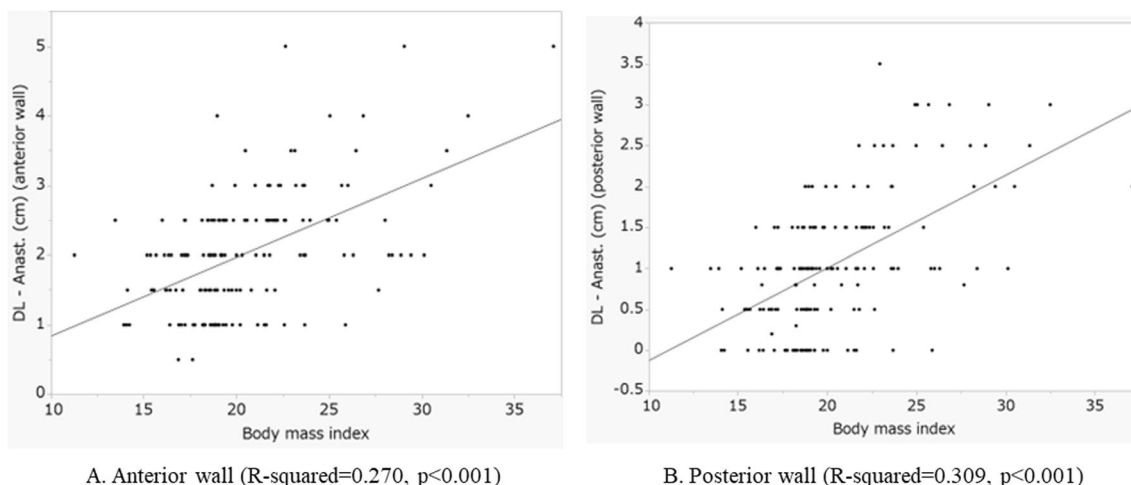 DL - Anast. (cm) (anterior wall)
5
4
3
2
1
0
10 15 20 25 30 35
Body mass index
A. Anterior wall (R-squared=0.270, p<0.001)
DL - Anast. (cm) (posterior wall)
4
3.5
3
2.5
2
1.5
1
0.5
0
-0.5
10 15 20 25 30 35
Body mass index
B. Posterior wall (R-squared=0.309, p<0.001)